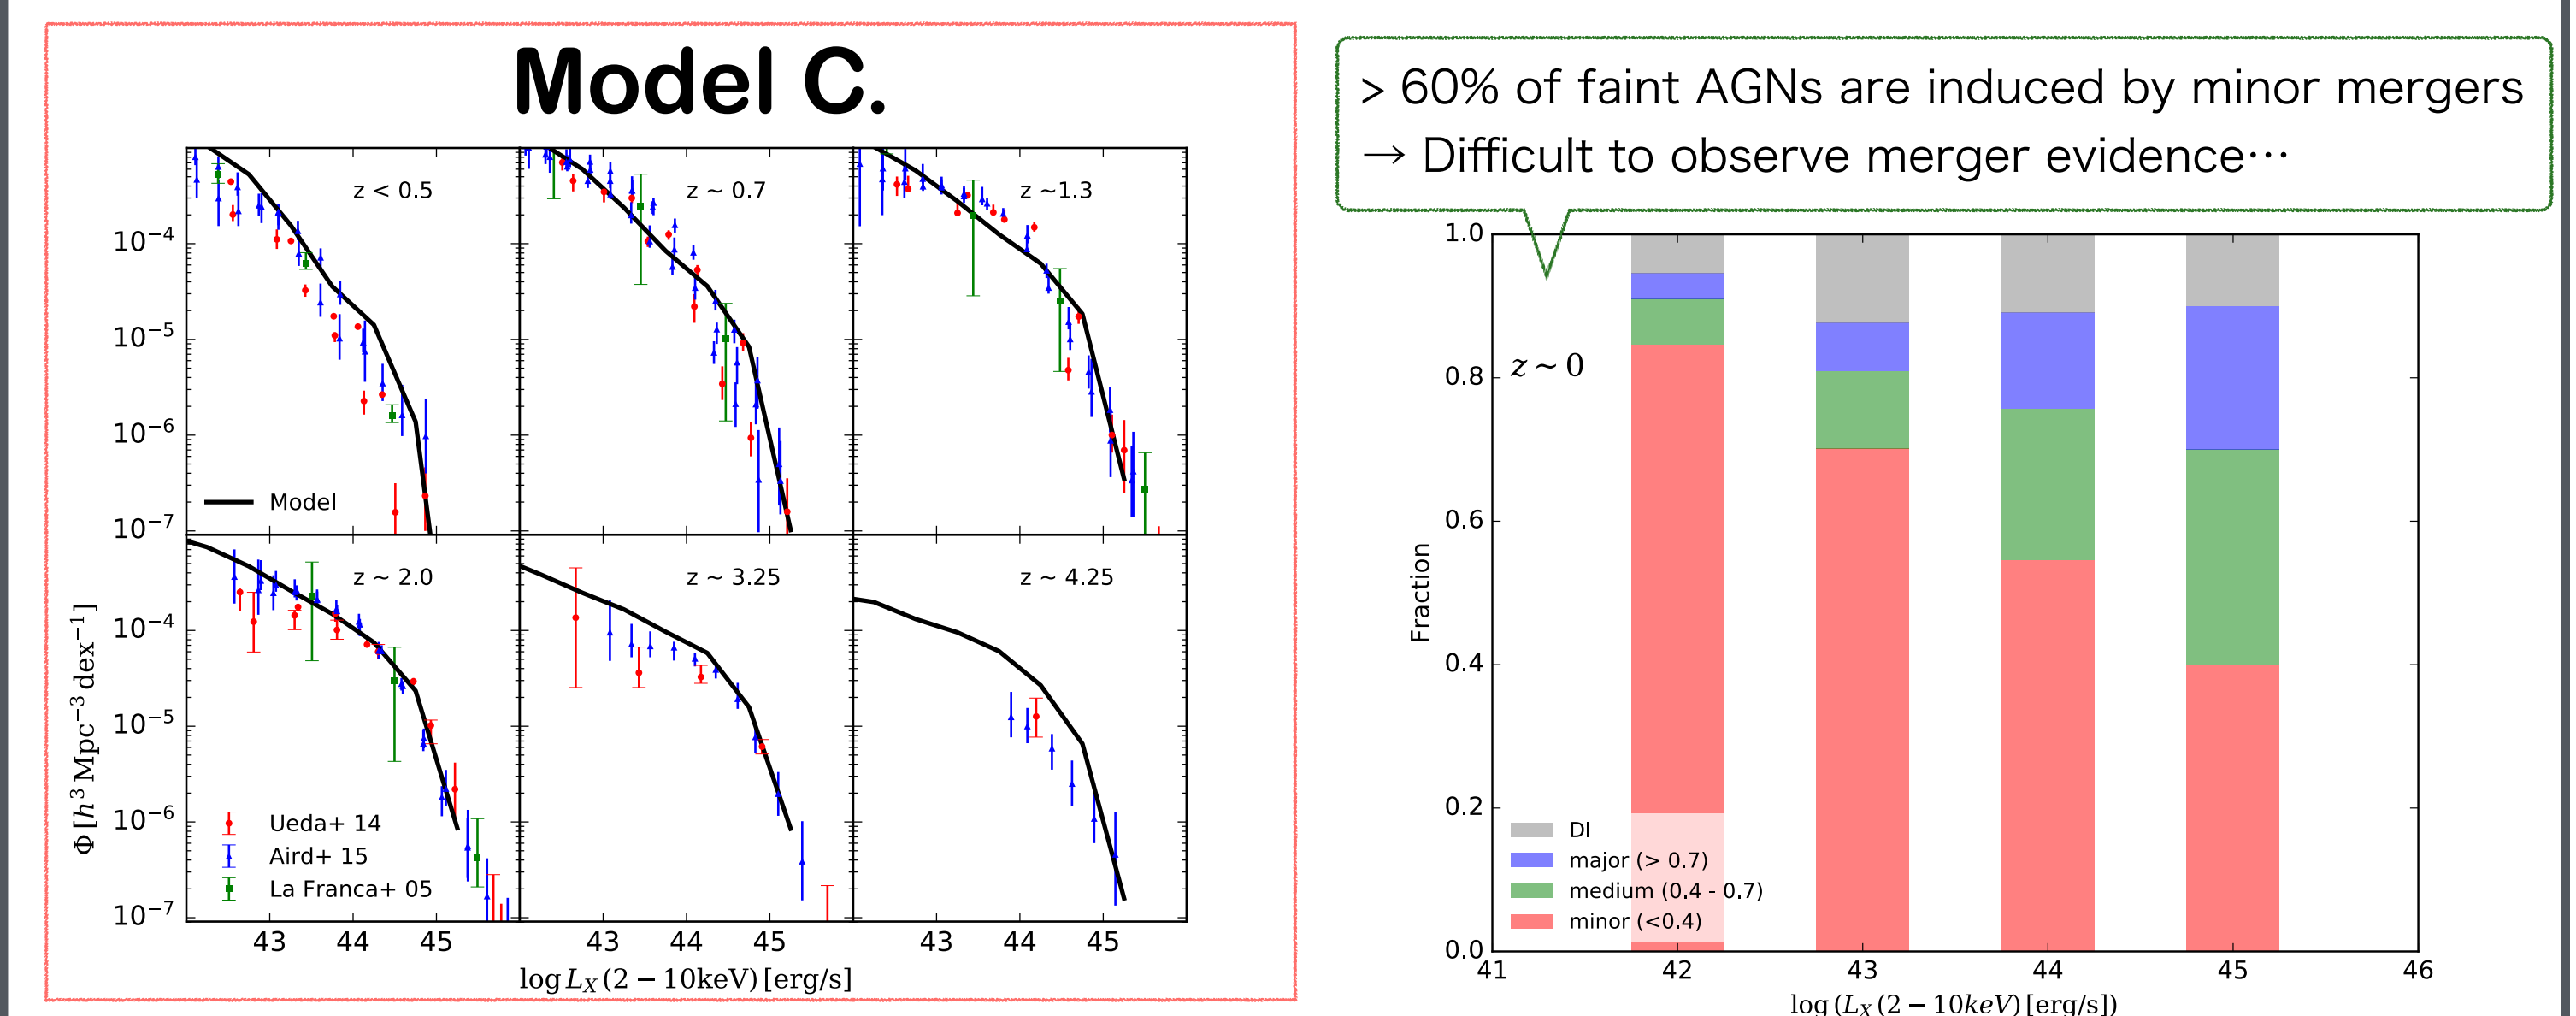 Model C.
z < 0.5
z ~ 0.7
z ~1.3
10⁻⁴
10⁻⁵
10⁻⁶
10⁻⁷
Model
z ~ 2.0
z ~ 3.25
z ~ 4.25
10⁻⁴
10⁻⁵
10⁻⁶
10⁻⁷
Φ [h³ Mpc⁻³ dex⁻¹]
Ueda+ 14
Aird+ 15
La Franca+ 05
43 44 45 43 44 45 43 44 45
log L_X (2 − 10keV) [erg/s]
> 60% of faint AGNs are induced by minor mergers
→ Difficult to observe merger evidence⋯
1.0
0.8
0.6
0.4
0.2
0.0
Fraction
z ~ 0
DI
major (> 0.7)
medium (0.4 - 0.7)
minor (<0.4)
41 42 43 44 45 46
log (L_X (2 − 10keV) [erg/s])